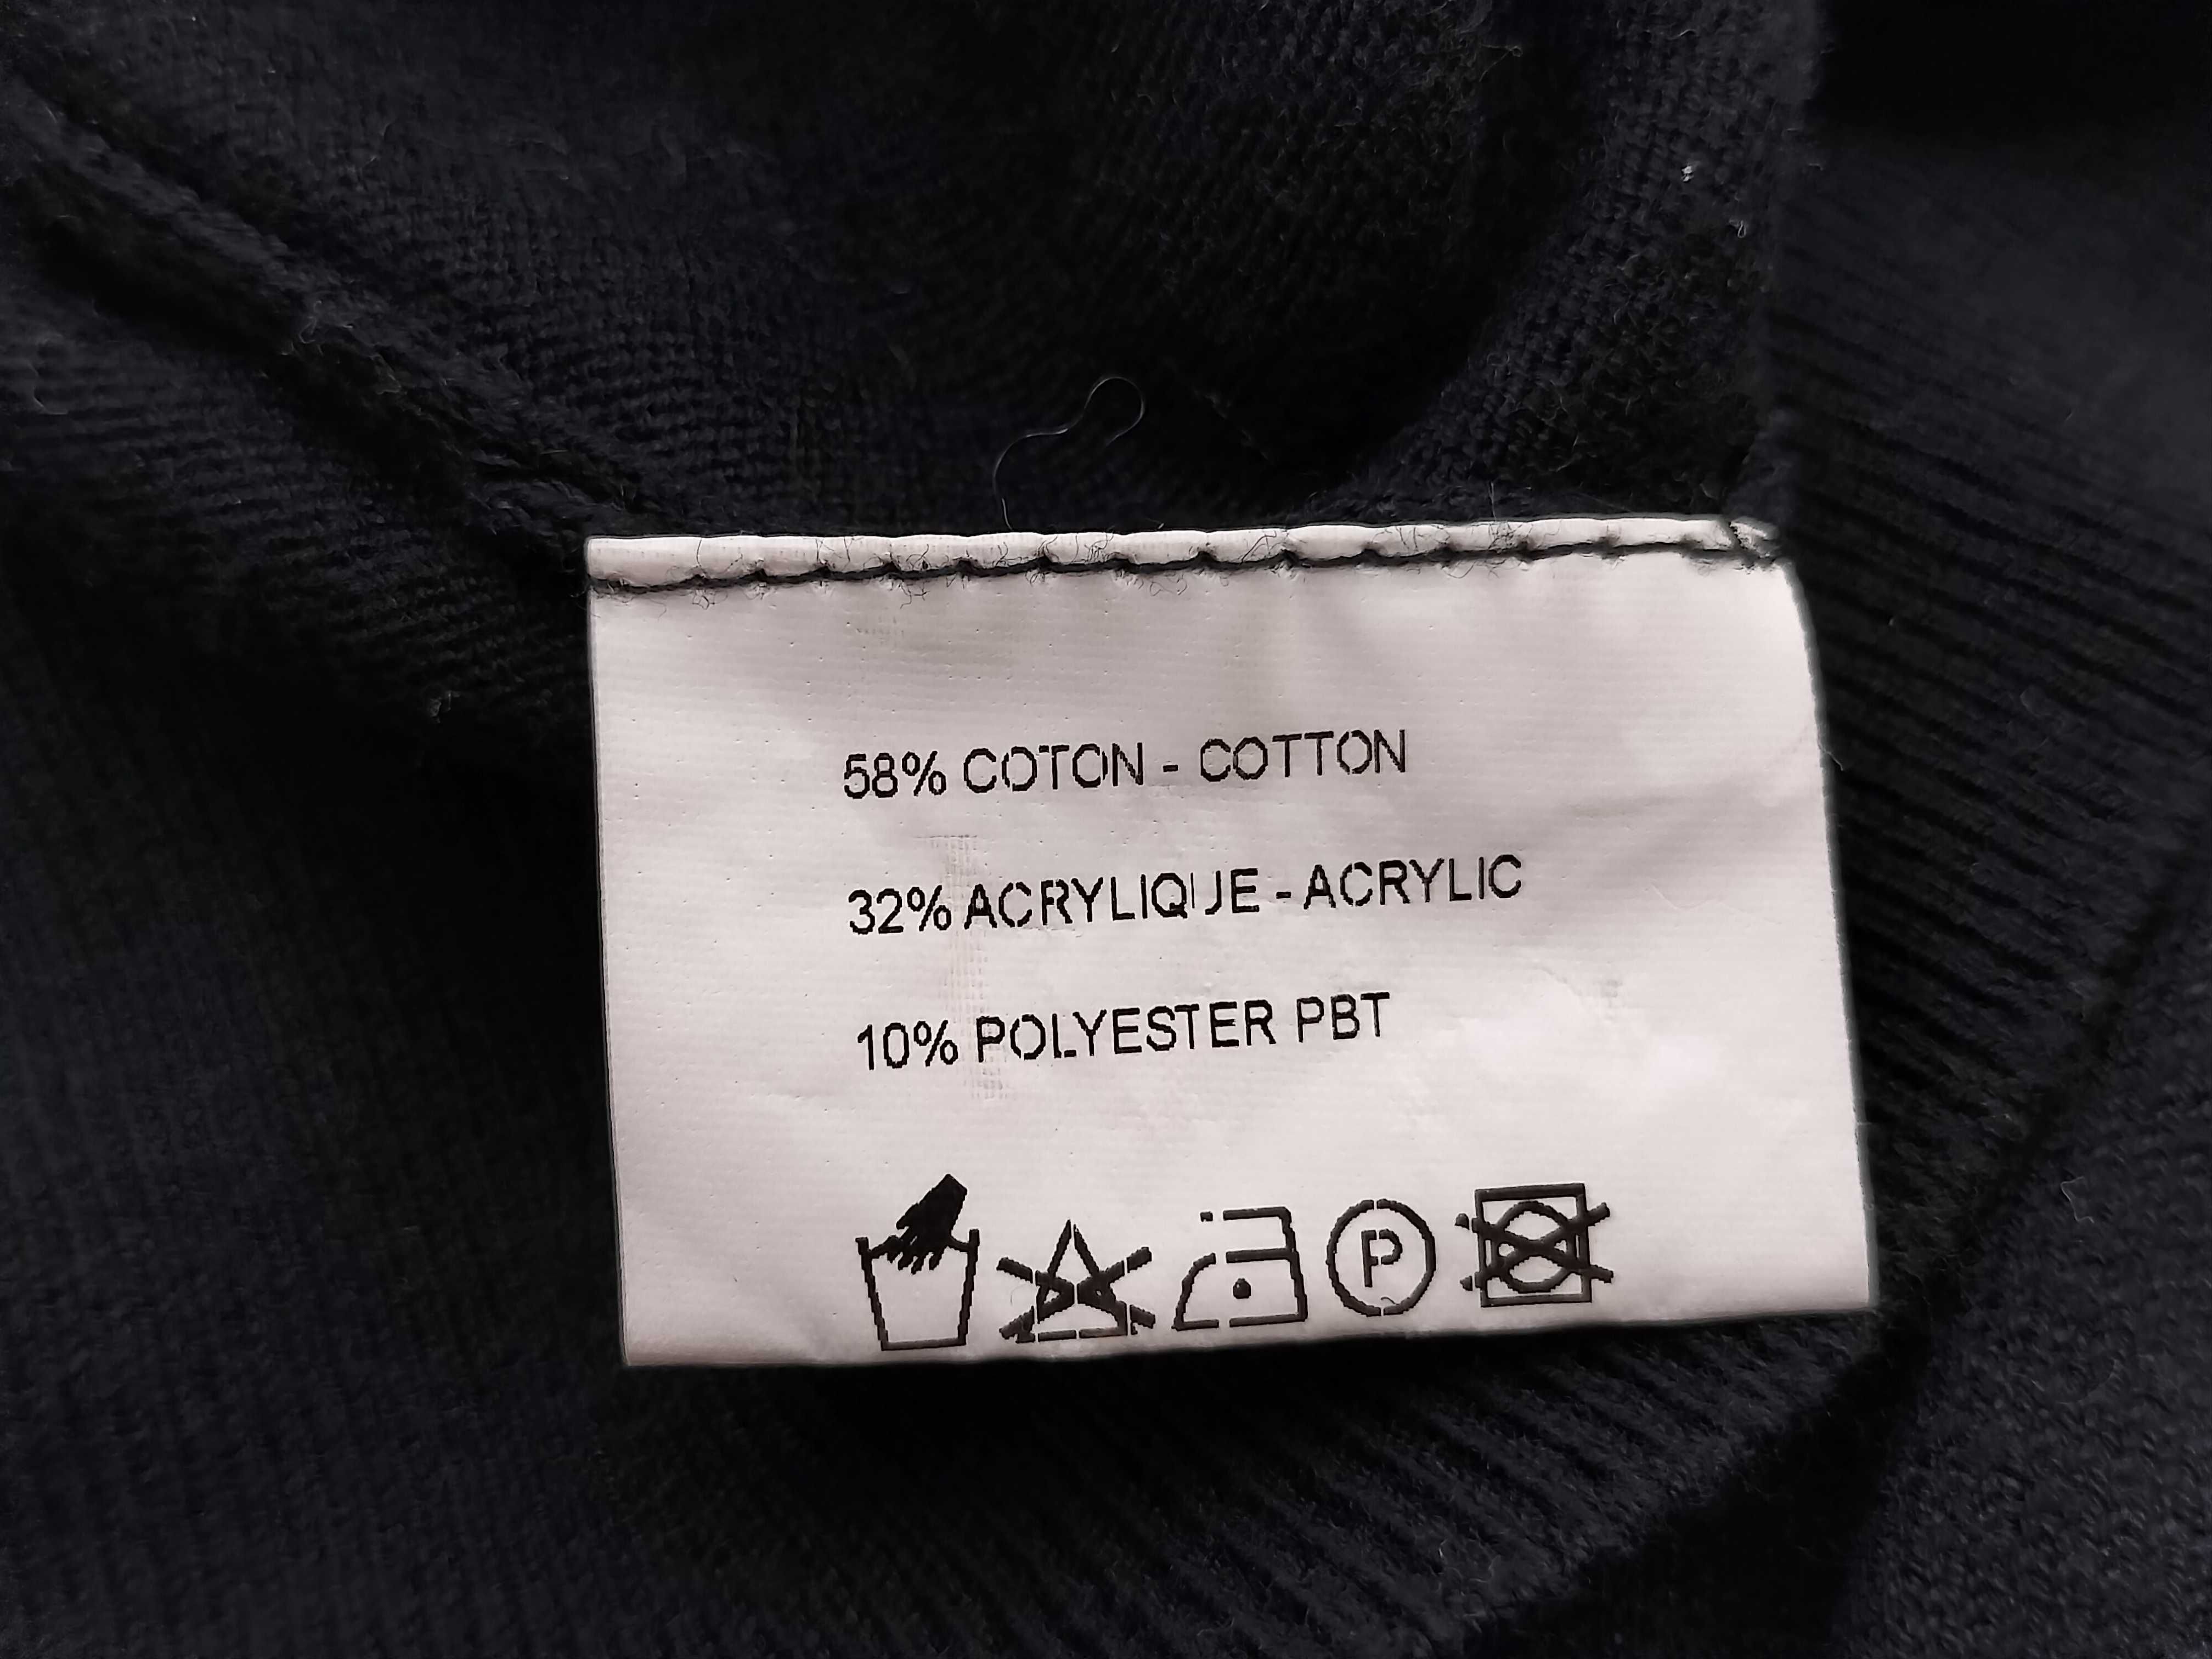 58% COTON - COTTON
32% ACRYLIQUE - ACRYLIC
10% POLYESTER PBT
P